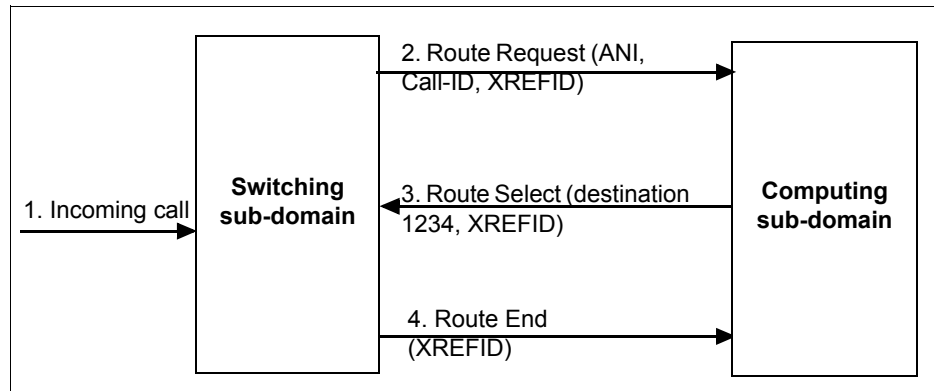 2. Route Request (ANI,
Call-ID, XREFID)
Switching
sub-domain
Computing
sub-domain
1. Incoming call
3. Route Select (destination
1234, XREFID)
4. Route End
(XREFID)